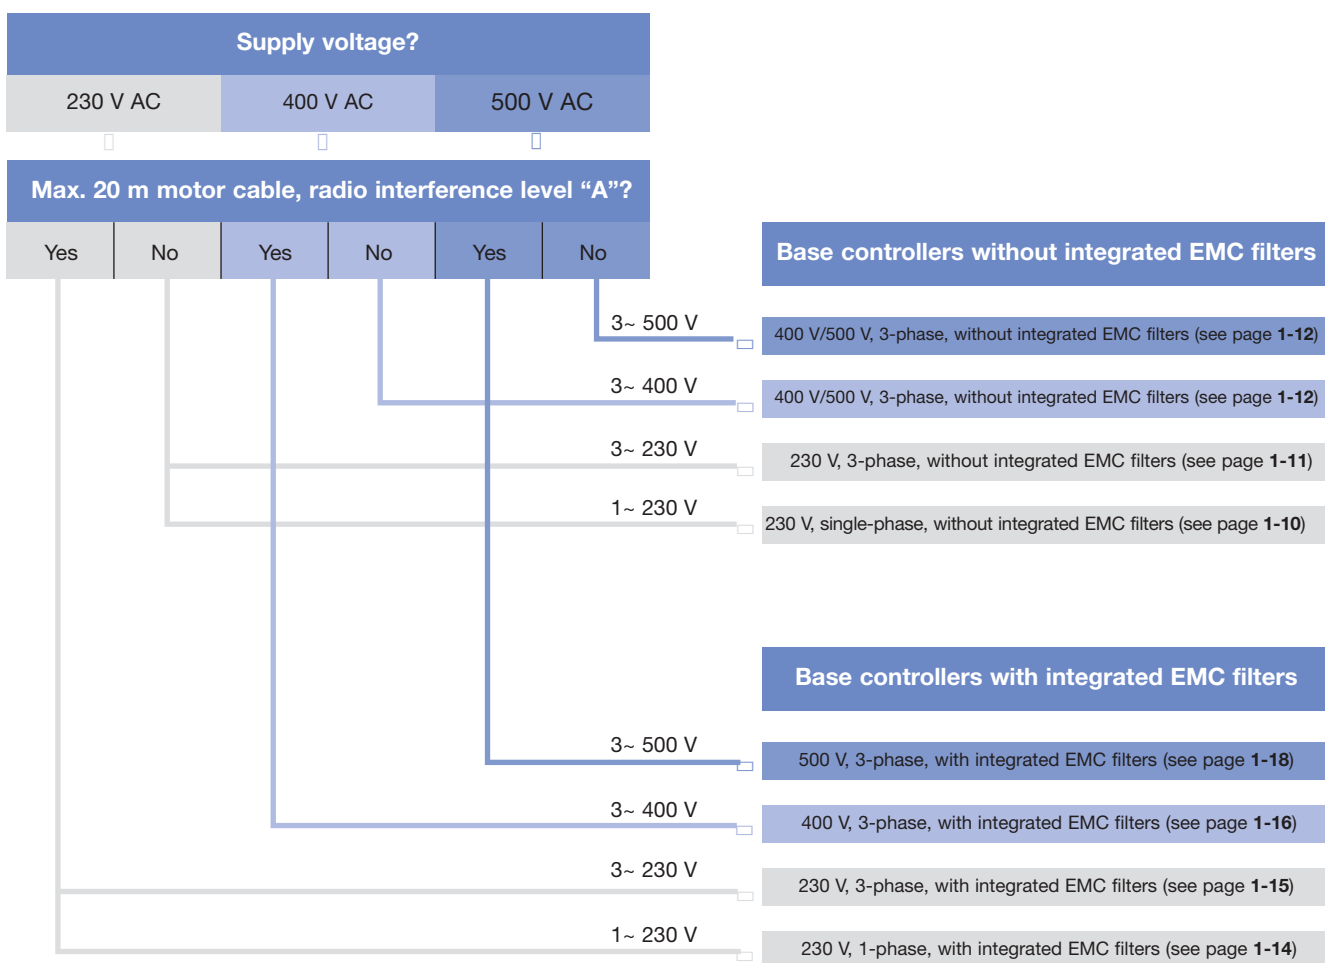 Supply voltage?
230 V AC
400 V AC
500 V AC
Max. 20 m motor cable, radio interference level “A”?
Yes
No
Yes
No
Yes
No
Base controllers without integrated EMC filters
3~ 500 V
400 V/500 V, 3-phase, without integrated EMC filters (see page 1-12)
3~ 400 V
400 V/500 V, 3-phase, without integrated EMC filters (see page 1-12)
3~ 230 V
230 V, 3-phase, without integrated EMC filters (see page 1-11)
1~ 230 V
230 V, single-phase, without integrated EMC filters (see page 1-10)
Base controllers with integrated EMC filters
3~ 500 V
500 V, 3-phase, with integrated EMC filters (see page 1-18)
3~ 400 V
400 V, 3-phase, with integrated EMC filters (see page 1-16)
3~ 230 V
230 V, 3-phase, with integrated EMC filters (see page 1-15)
1~ 230 V
230 V, 1-phase, with integrated EMC filters (see page 1-14)